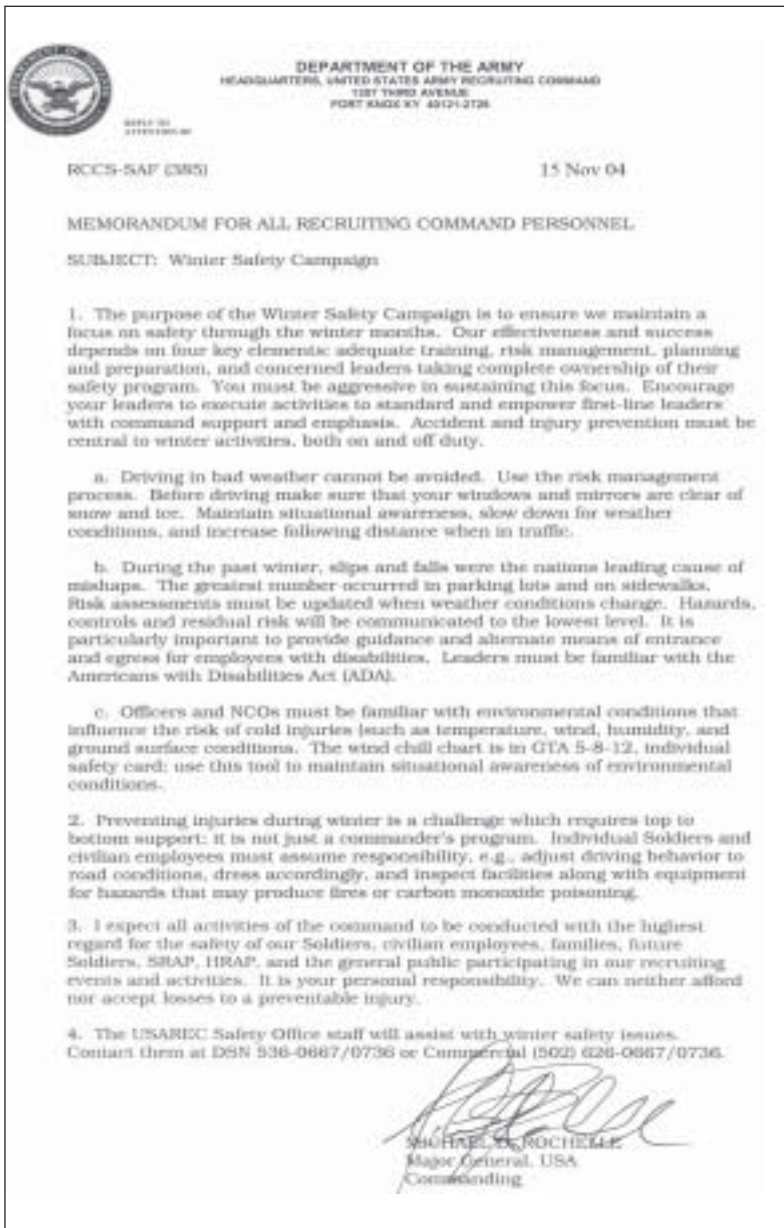 DEPARTMENT OF THE ARMY
HEADQUARTERS, UNITED STATES ARMY RECRUITING COMMAND
1307 THIRD AVENUE
FORT KNOX KY 40121-2726
REPLY TO
ATTENTION OF
RCCS-SAF (385)
15 Nov 04
MEMORANDUM FOR ALL RECRUITING COMMAND PERSONNEL
SUBJECT: Winter Safety Campaign
1. The purpose of the Winter Safety Campaign is to ensure we maintain a
focus on safety through the winter months. Our effectiveness and success
depends on four key elements: adequate training, risk management, planning
and preparation, and concerned leaders taking complete ownership of their
safety program. You must be aggressive in sustaining this focus. Encourage
your leaders to execute activities to standard and empower first-line leaders
with command support and emphasis. Accident and injury prevention must be
central to winter activities, both on and off duty.
a. Driving in bad weather cannot be avoided. Use the risk management
process. Before driving make sure that your windows and mirrors are clear of
snow and ice. Maintain situational awareness, slow down for weather
conditions, and increase following distance when in traffic.
b. During the past winter, slips and falls were the nations leading cause of
mishaps. The greatest number occurred in parking lots and on sidewalks.
Risk assessments must be updated when weather conditions change. Hazards,
controls and residual risk will be communicated to the lowest level. It is
particularly important to provide guidance and alternate means of entrance
and egress for employees with disabilities. Leaders must be familiar with the
Americans with Disabilities Act (ADA).
c. Officers and NCOs must be familiar with environmental conditions that
influence the risk of cold injuries (such as temperature, wind, humidity, and
ground surface conditions. The wind chill chart is in GTA 5-8-12, individual
safety card; use this tool to maintain situational awareness of environmental
conditions.
2. Preventing injuries during winter is a challenge which requires top to
bottom support; it is not just a commander's program. Individual Soldiers and
civilian employees must assume responsibility, e.g., adjust driving behavior to
road conditions, dress accordingly, and inspect facilities along with equipment
for hazards that may produce fires or carbon monoxide poisoning.
3. I expect all activities of the command to be conducted with the highest
regard for the safety of our Soldiers, civilian employees, families, future
Soldiers, SRAP, HRAP, and the general public participating in our recruiting
events and activities. It is your personal responsibility. We can neither afford
nor accept losses to a preventable injury.
4. The USAREC Safety Office staff will assist with winter safety issues.
Contact them at DSN 536-0667/0736 or Commercial (502) 626-0667/0736.
MICHAEL D. ROCHELLE
Major General, USA
Commanding